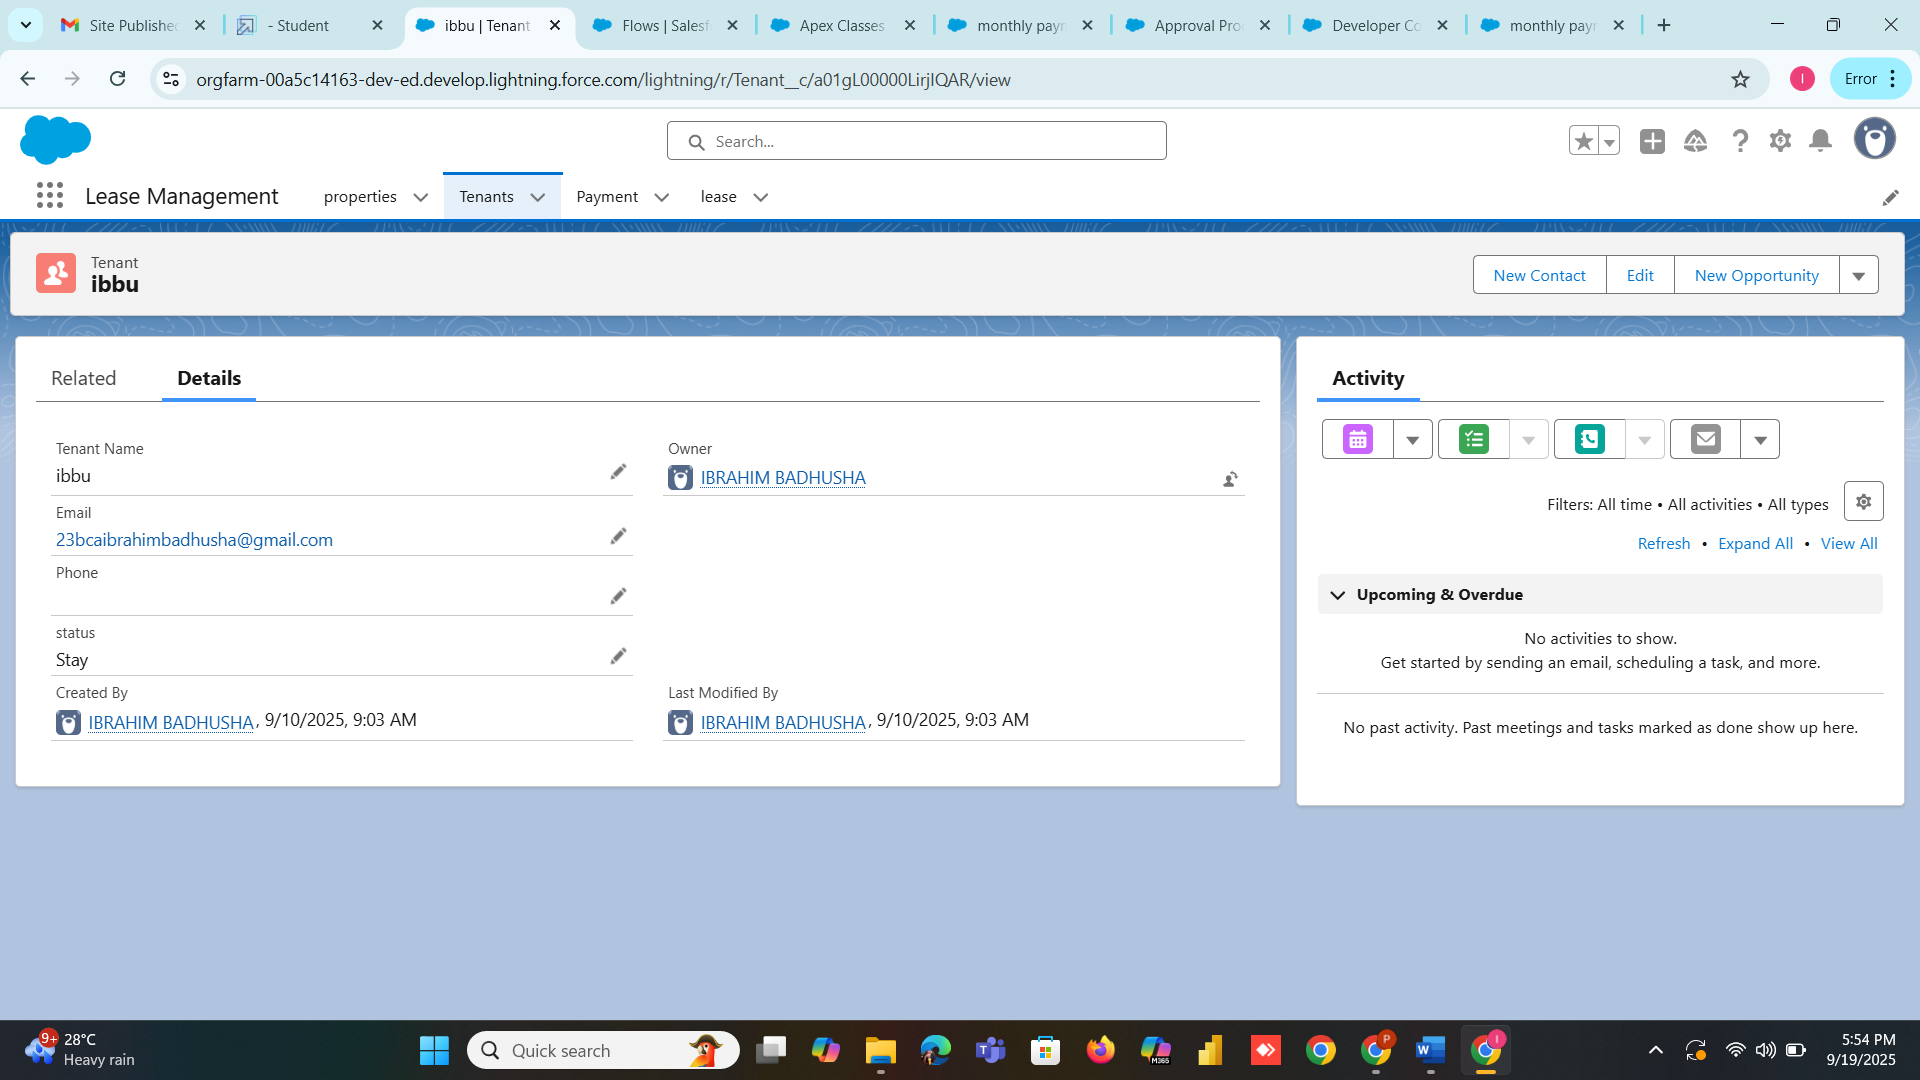 Site Published
- Student
ibbu | Tenant
Flows | Salesf
Apex Classes
monthly payn
Approval Pro
Developer Co
monthly payn
orgfarm-00a5c14163-dev-ed.develop.lightning.force.com/lightning/r/Tenant__c/a01gL00000LirjIQAR/view
I
Error
Search...
Lease Management
properties
Tenants
Payment
lease
Tenant
ibbu
New Contact
Edit
New Opportunity
Related
Details
Tenant Name
ibbu
Owner
IBRAHIM BADHUSHA
Email
23bcaibrahimbadhusha@gmail.com
Phone
status
Stay
Created By
IBRAHIM BADHUSHA, 9/10/2025, 9:03 AM
Last Modified By
IBRAHIM BADHUSHA, 9/10/2025, 9:03 AM
Activity
Filters: All time • All activities • All types
Refresh • Expand All • View All
Upcoming & Overdue
No activities to show.
Get started by sending an email, scheduling a task, and more.
No past activity. Past meetings and tasks marked as done show up here.
9+
28°C
Heavy rain
Quick search
M365
P
I
5:54 PM
9/19/2025